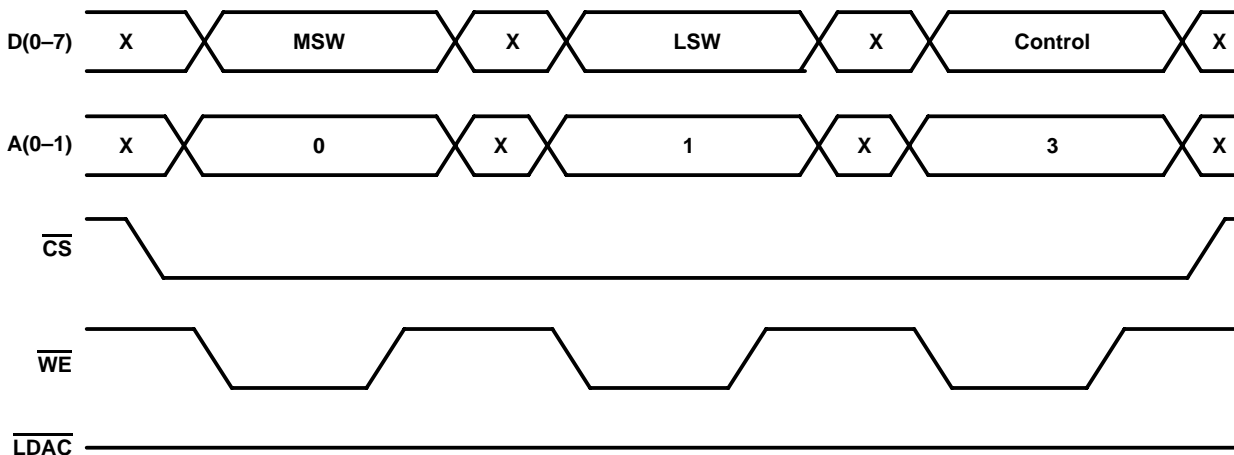 D(0–7) X MSW X LSW X Control X
A(0–1) X 0 X 1 X 3 X
CS
WE
LDAC